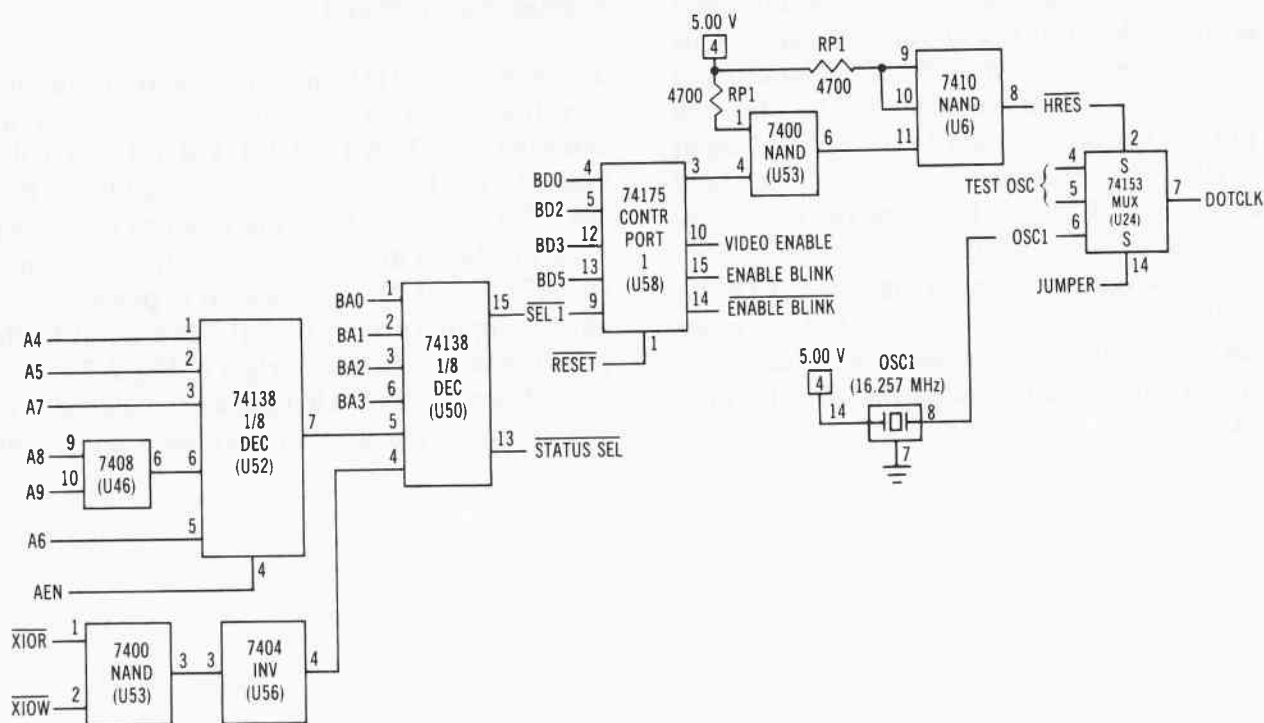 5.00 V
4
RP1
4700
4700
RP1
9
10
11
7410
NAND
(U6)
8
HRES
1
4
7400
NAND
(U53)
6
2
TEST OSC
4
5
6
OSC1
S
74153
MUX
(U24)
S
7
DOTCLK
14
JUMPER
BD0
4
BD2
5
BD3
12
BD5
13
SEL 1
9
74175
CONTR
PORT
1
(U58)
3
10
VIDEO ENABLE
15
ENABLE BLINK
14
ENABLE BLINK
1
RESET
BA0
1
BA1
2
BA2
3
BA3
6
5
4
74138
1/8
DEC
(U50)
15
13
STATUS SEL
5.00 V
4
14
OSC1
(16.257 MHz)
8
7
A4
1
A5
2
A7
3
A8
9
A9
10
7408
(U46)
6
6
A6
5
74138
1/8
DEC
(U52)
7
4
AEN
XIOR
1
XIOW
2
7400
NAND
(U53)
3
3
7404
INV
(U56)
4